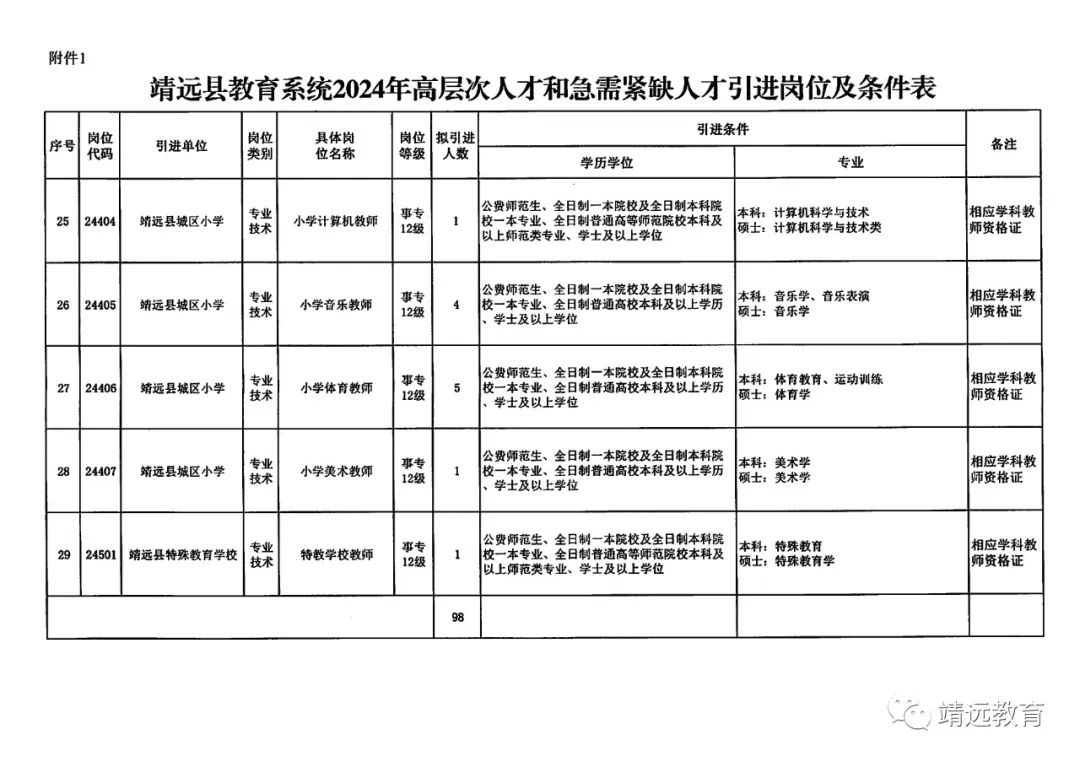 附件1
靖远县教育系统2024年高层次人才和急需紧缺人才引进岗位及条件表
序号
岗位
代码
引进单位
岗位
类别
具体岗
位名称
岗位
等级
拟引进
人数
引进条件
学历学位
专业
备注
25
24404
靖远县城区小学
专业
技术
小学计算机教师
事专
12级
1
公费师范生、全日制一本院校及全日制本科院
校一本专业、全日制普通高等师范院校本科及
以上师范类专业、学士及以上学位
本科：计算机科学与技术
硕士：计算机科学与技术类
相应学科教
师资格证
26
24405
靖远县城区小学
专业
技术
小学音乐教师
事专
12级
4
公费师范生、全日制一本院校及全日制本科院
校一本专业、全日制普通高校本科及以上学历
、学士及以上学位
本科：音乐学、音乐表演
硕士：音乐学
相应学科教
师资格证
27
24406
靖远县城区小学
专业
技术
小学体育教师
事专
12级
5
公费师范生、全日制一本院校及全日制本科院
校一本专业、全日制普通高校本科及以上学历
、学士及以上学位
本科：体育教育、运动训练
硕士：体育学
相应学科教
师资格证
28
24407
靖远县城区小学
专业
技术
小学美术教师
事专
12级
1
公费师范生、全日制一本院校及全日制本科院
校一本专业、全日制普通高校本科及以上学历
、学士及以上学位
本科：美术学
硕士：美术学
相应学科教
师资格证
29
24501
靖远县特殊教育学校
专业
技术
特教学校教师
事专
12级
1
公费师范生、全日制一本院校及全日制本科院
校一本专业、全日制普通高等师范院校本科及
以上师范类专业、学士及以上学位
本科：特殊教育
硕士：特殊教育学
相应学科教
师资格证
98
靖远教育